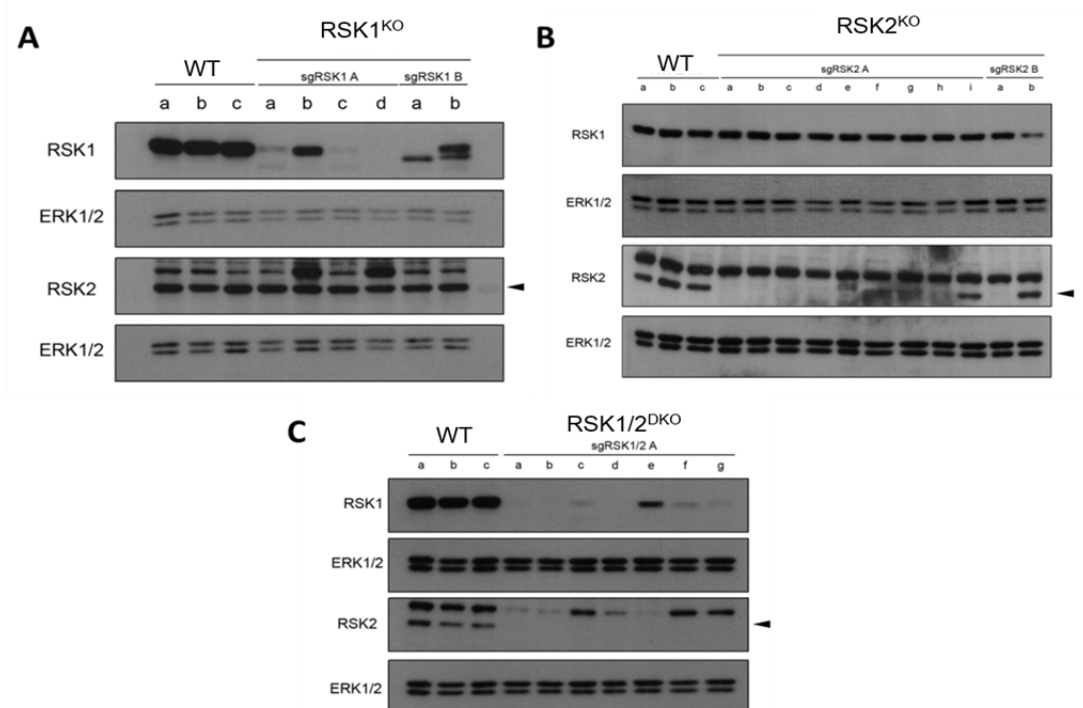 A
RSK1KO
WT
sgRSK1 A
sgRSK1 B
a b c a b c d a b
RSK1
ERK1/2
RSK2
ERK1/2
B
RSK2KO
WT
sgRSK2 A
sgRSK2 B
a b c a b c d e f g h i a b
RSK1
ERK1/2
RSK2
ERK1/2
C
WT
RSK1/2DKO
sgRSK1/2 A
a b c a b c d e f g
RSK1
ERK1/2
RSK2
ERK1/2